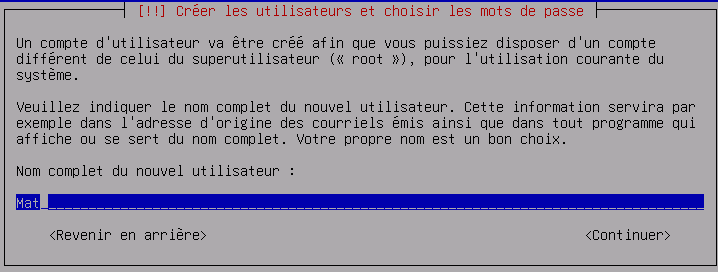 [!!] Créer les utilisateurs et choisir les mots de passe
Un compte d'utilisateur va être créé afin que vous puissiez disposer d'un compte
différent de celui du superutilisateur (« root »), pour l'utilisation courante du
système.
Veuillez indiquer le nom complet du nouvel utilisateur. Cette information servira par
exemple dans l'adresse d'origine des courriels émis ainsi que dans tout programme qui
affiche ou se sert du nom complet. Votre propre nom est un bon choix.
Nom complet du nouvel utilisateur :
Mat
<Revenir en arrière> <Continuer>